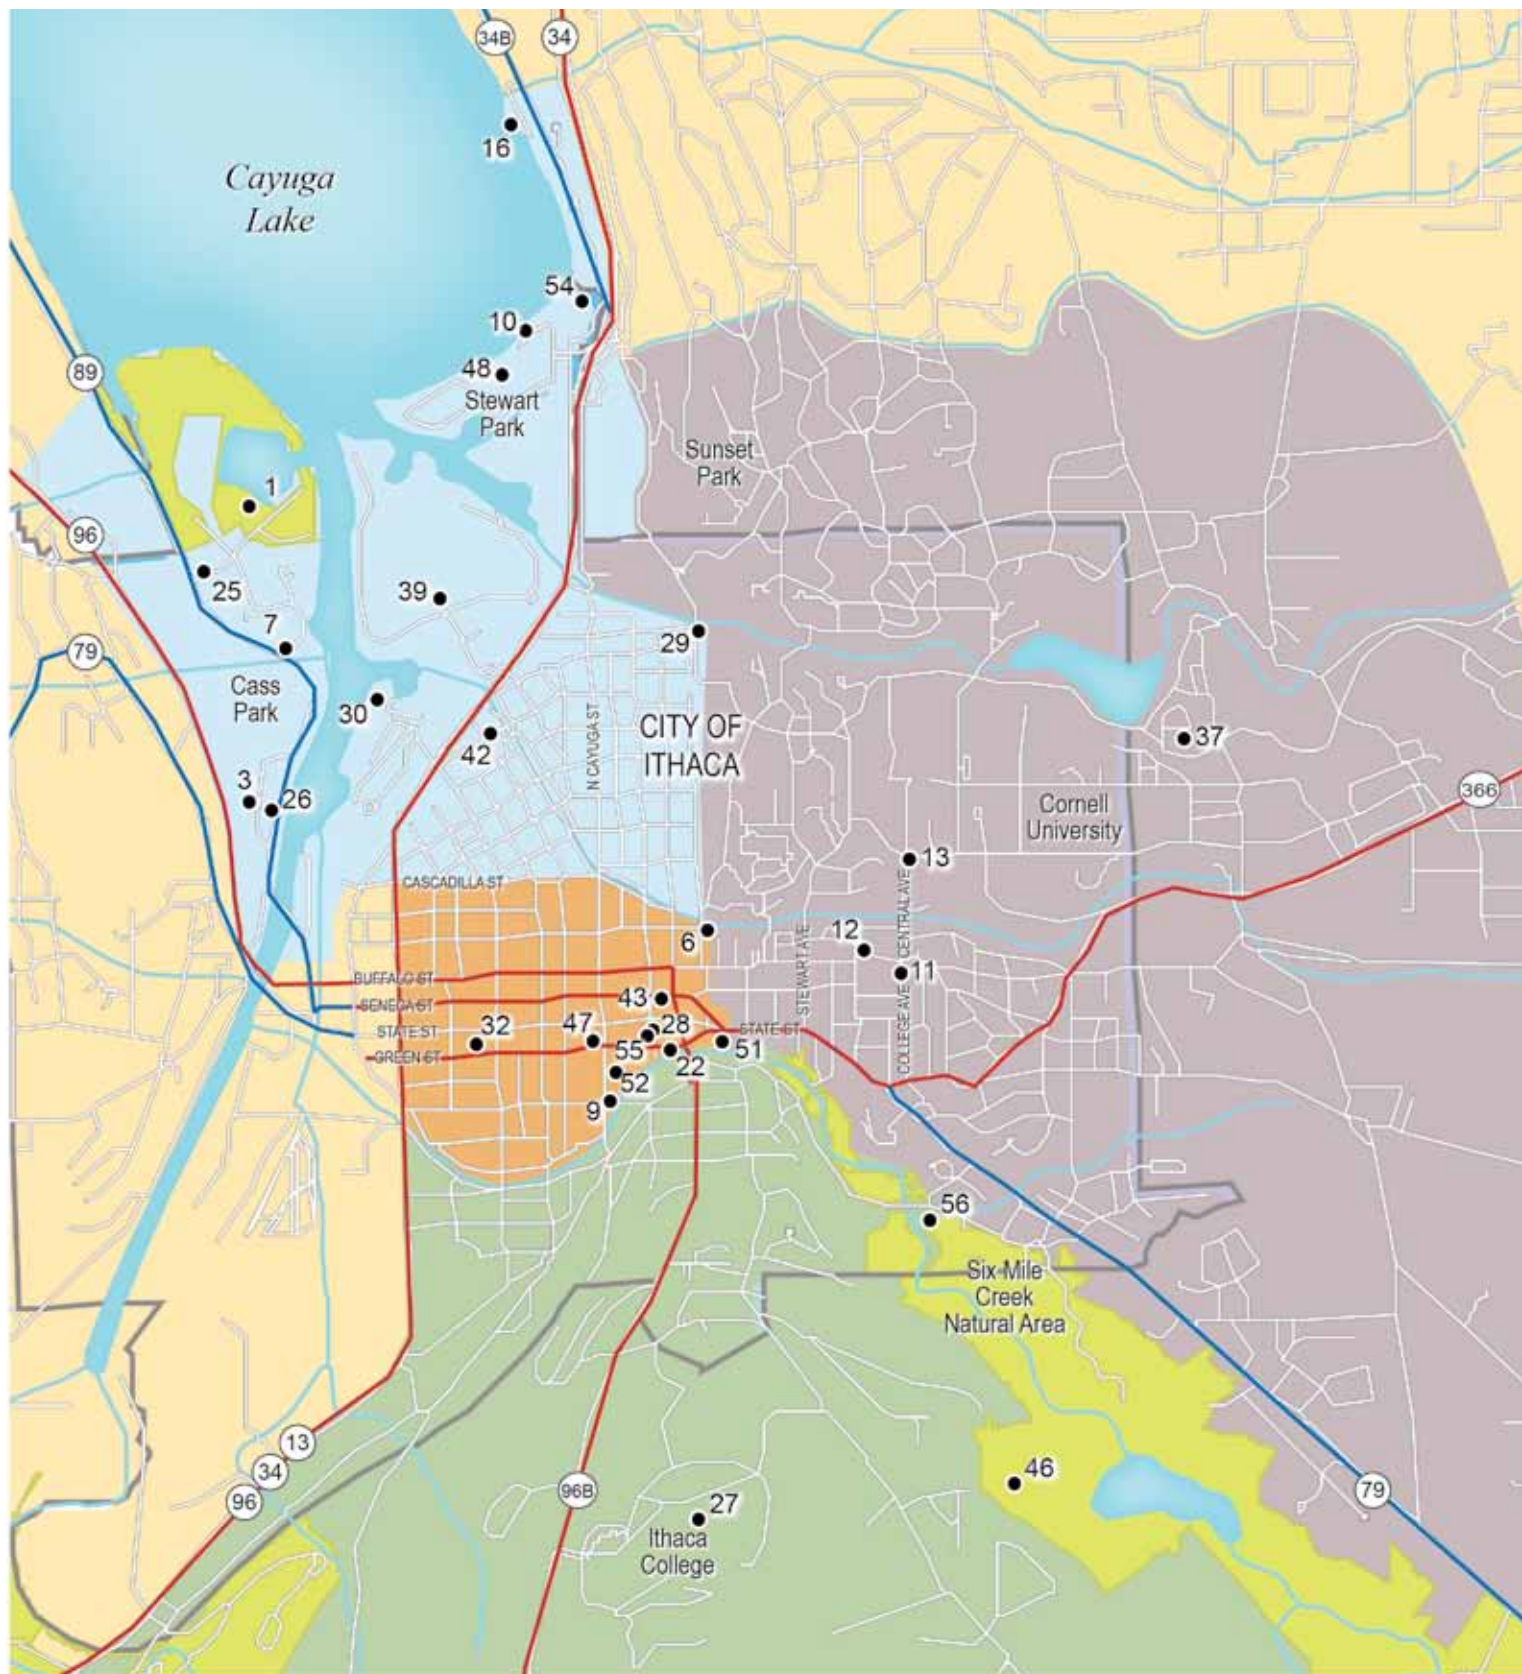 34B
34
16
Cayuga
Lake
54
10
48
Stewart
Park
89
Sunset
Park
1
96
25
39
7
29
79
Cass
Park
30
42
N CAYUGA ST
CITY OF
ITHACA
37
366
3
26
Cornell
University
13
CASCADILLA ST
6
STEWART AVE
12
CENTRAL AVE
11
COLLEGE AVE
BUFFALO ST
SENECA ST
43
STATE ST
32
47
28
STATE ST
55
51
GREEN ST
22
52
9
56
Six Mile
Creek
Natural Area
13
34
96
96B
46
79
27
Ithaca
College